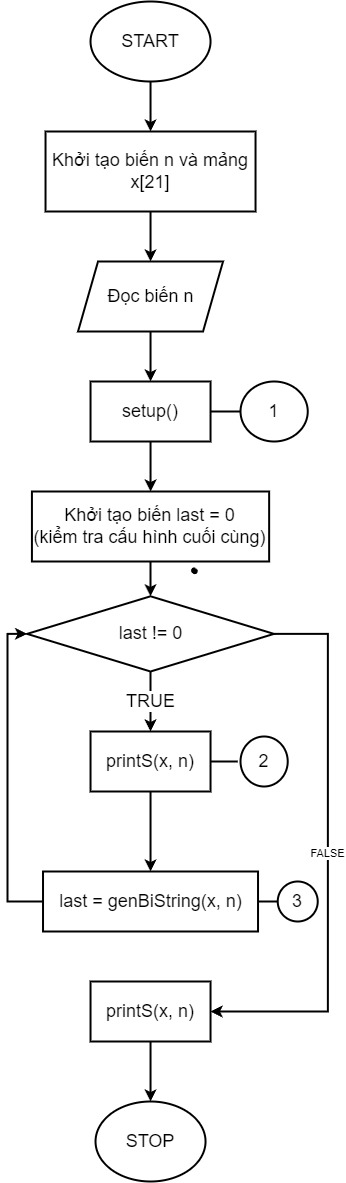 START
Khởi tạo biến n và mảng
x[21]
Đọc biến n
setup()
1
Khởi tạo biến last = 0
(kiểm tra cấu hình cuối cùng)
last != 0
TRUE
printS(x, n)
2
FALSE
last = genBiString(x, n)
3
printS(x, n)
STOP